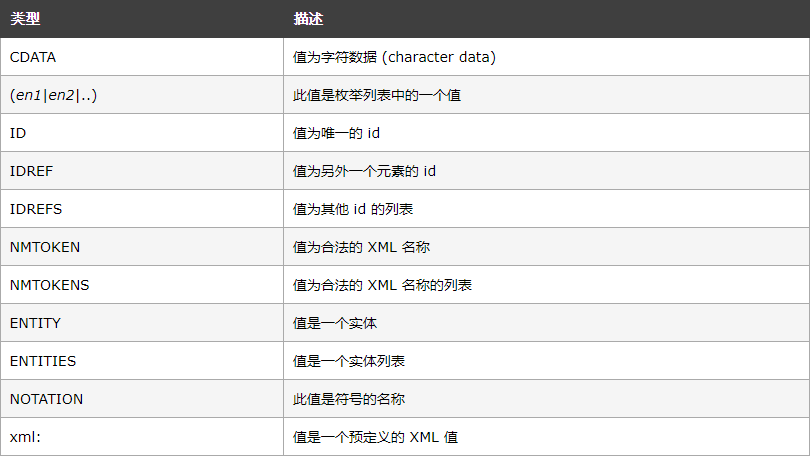 类型 描述
CDATA 值为字符数据 (character data)
(en1|en2|..) 此值是枚举列表中的一个值
ID 值为唯一的 id
IDREF 值为另外一个元素的 id
IDREFS 值为其他 id 的列表
NMTOKEN 值为合法的 XML 名称
NMTOKENS 值为合法的 XML 名称的列表
ENTITY 值是一个实体
ENTITIES 值是一个实体列表
NOTATION 此值是符号的名称
xml: 值是一个预定义的 XML 值